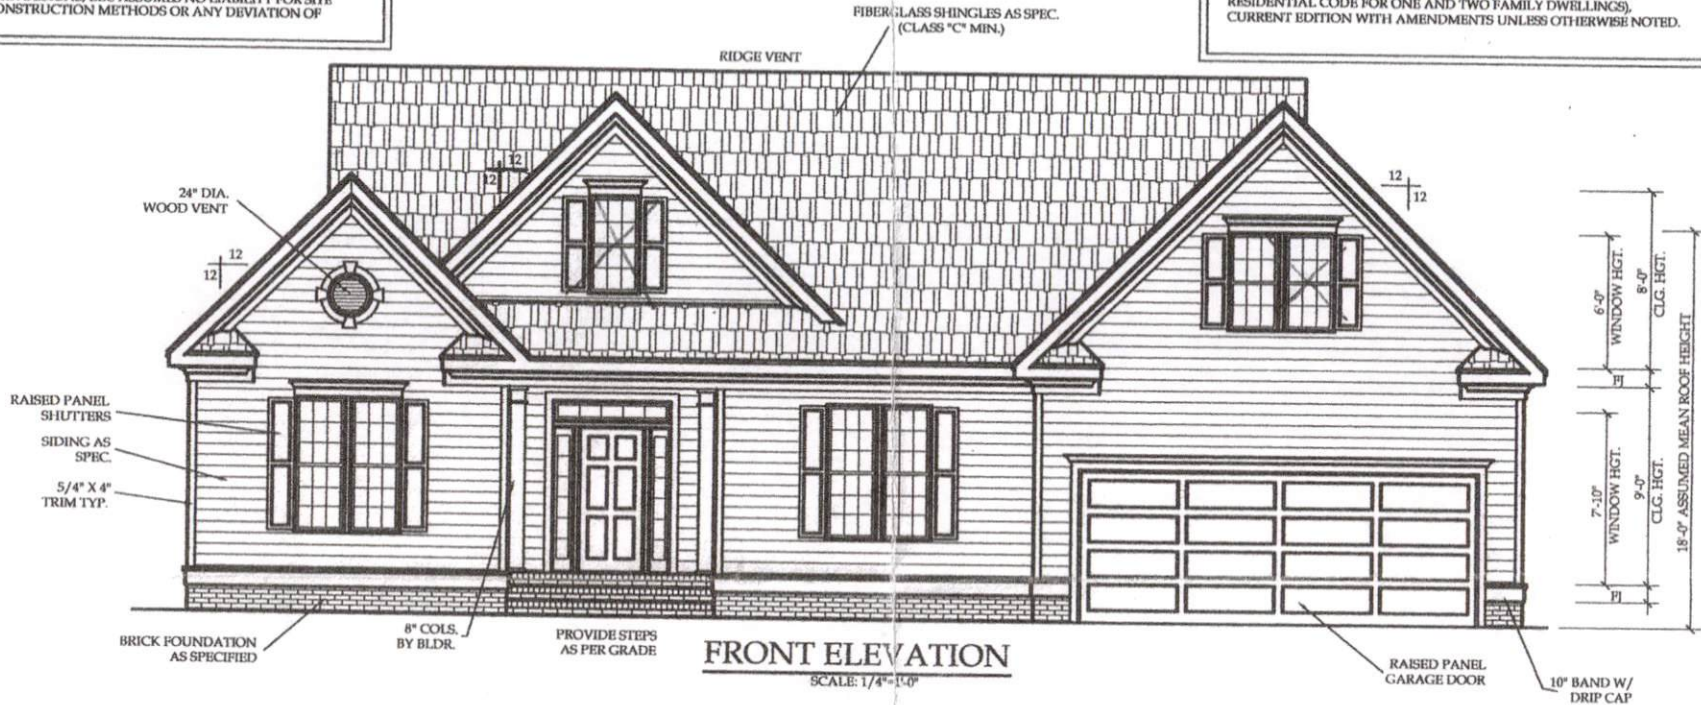 CONSTRUCTION METHODS OR ANY DEVIATION OF
RESIDENTIAL CODE FOR ONE AND TWO FAMILY DWELLINGS),
CURRENT EDITION WITH AMENDMENTS UNLESS OTHERWISE NOTED.
FIBERGLASS SHINGLES AS SPEC.
(CLASS "C" MIN.)
RIDGE VENT
12
12
24" DIA.
WOOD VENT
12
12
12
12
RAISED PANEL
SHUTTERS
SIDING AS
SPEC.
5/4" X 4"
TRIM TYP.
6'-0"
WINDOW HGT.
8'-0"
CLG. HGT.
FJ
7'-10"
WINDOW HGT.
9'-0"
CLG. HGT.
FJ
18'-0" ASSUMED MEAN ROOF HEIGHT
BRICK FOUNDATION
AS SPECIFIED
8" COLS.
BY BLDR.
PROVIDE STEPS
AS PER GRADE
FRONT ELEVATION
SCALE: 1/4"=1'-0"
RAISED PANEL
GARAGE DOOR
10" BAND W/
DRIP CAP